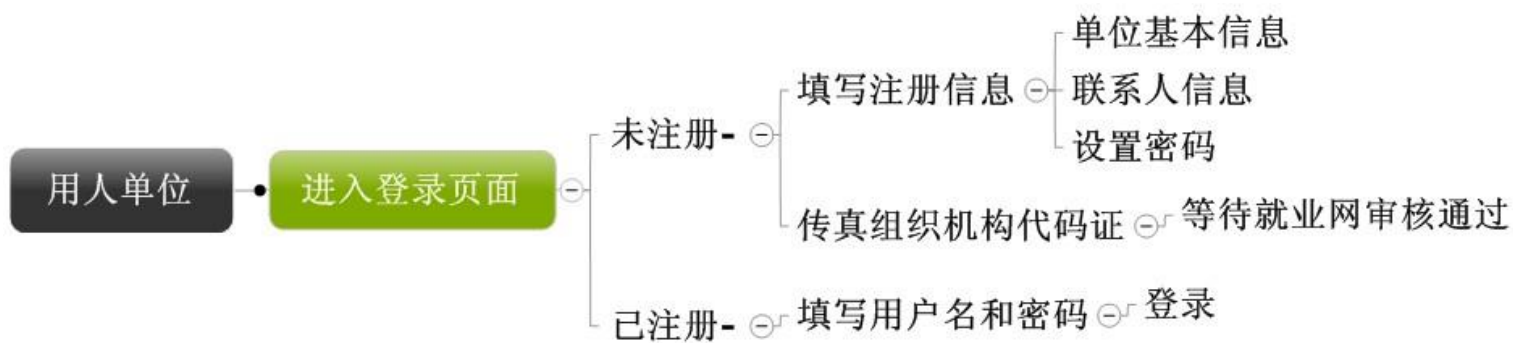 用人单位
进入登录页面
未注册-
填写注册信息
单位基本信息
联系人信息
设置密码
传真组织机构代码证
等待就业网审核通过
已注册-
填写用户名和密码
登录